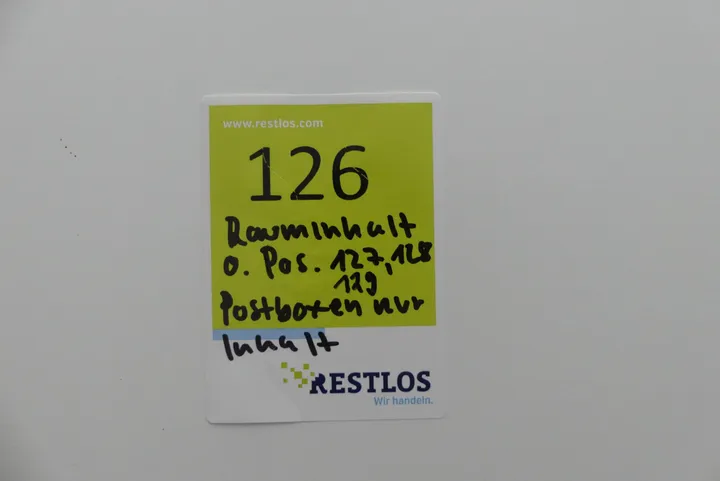 www.restlos.com
126
Rauminhalt
o. Pos. 127, 128
129
Postboxen nur
Inhalt
RESTLOS
Wir handeln.